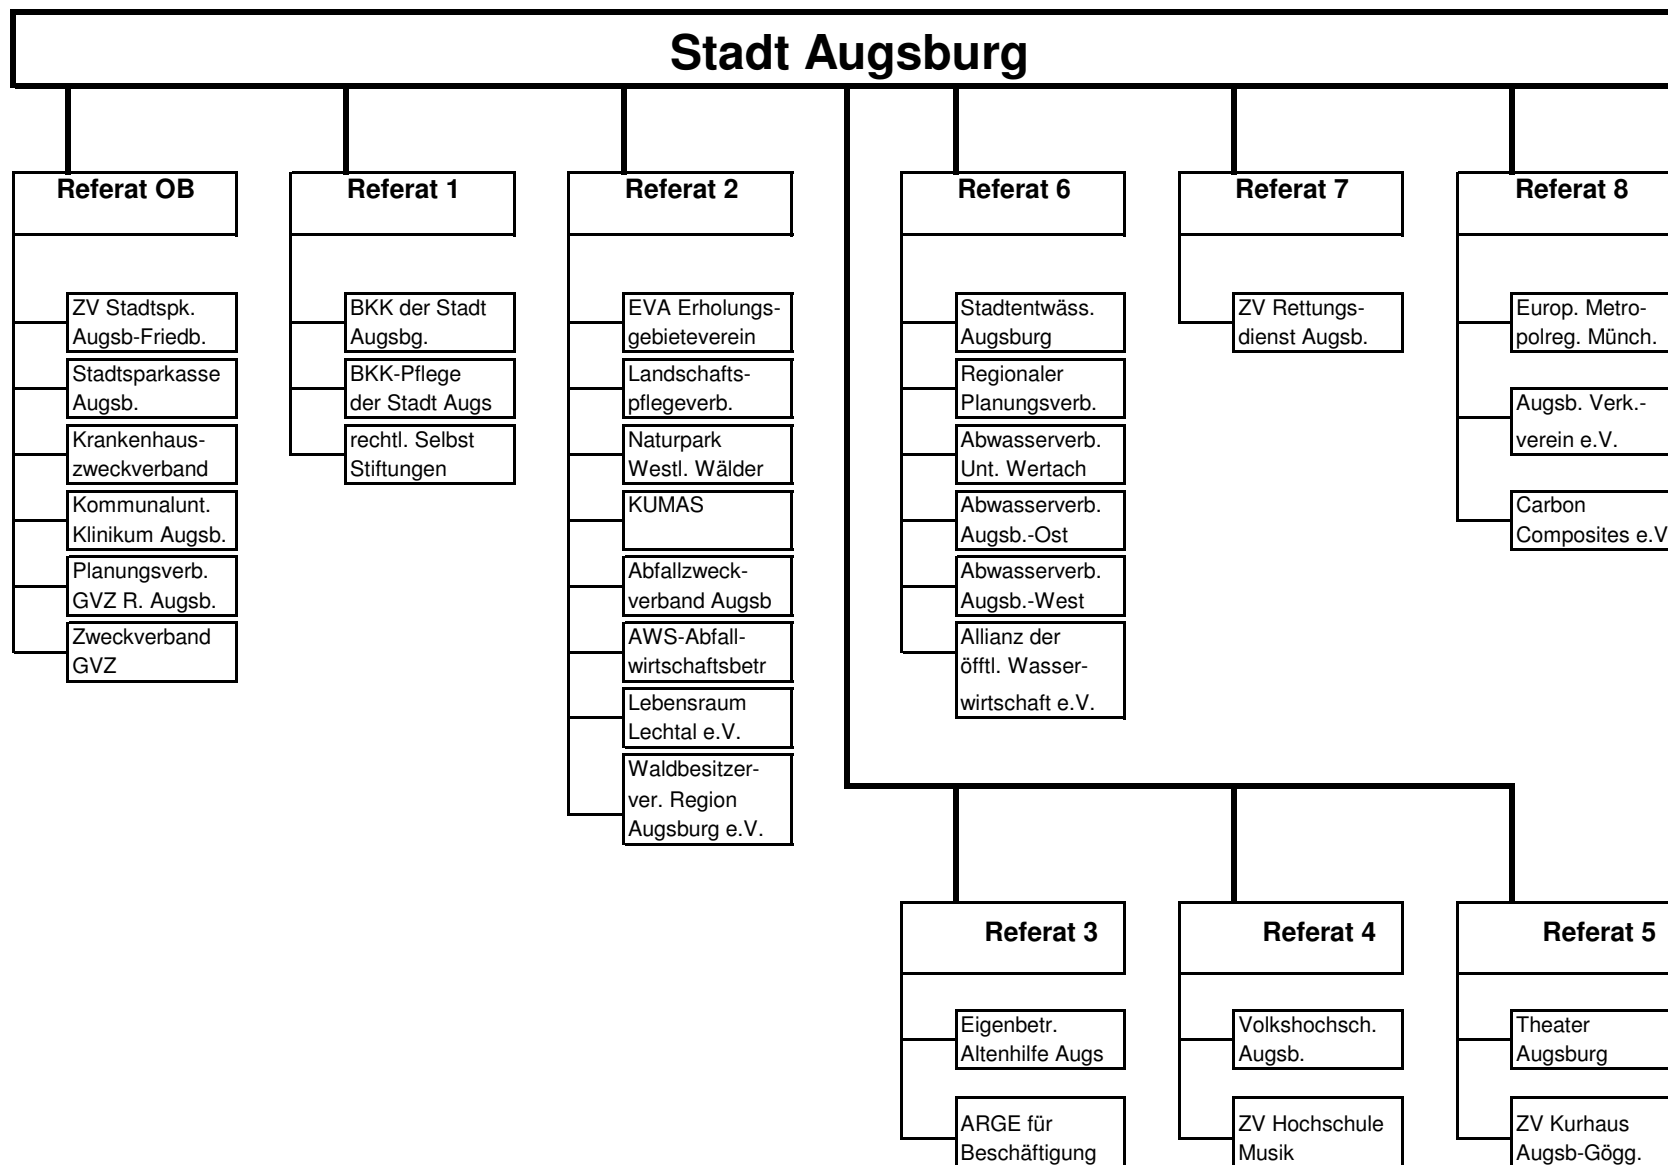 Stadt Augsburg
Referat OB
ZV Stadtspk.
Augsb-Friedb.
Stadtsparkasse
Augsb.
Krankenhaus-
zweckverband
Kommunalunt.
Klinikum Augsb.
Planungsverb.
GVZ R. Augsb.
Zweckverband
GVZ
Referat 1
BKK der Stadt
Augsbg.
BKK-Pflege
der Stadt Augs
rechtl. Selbst
Stiftungen
Referat 2
EVA Erholungs-
gebieteverein
Landschafts-
pflegeverb.
Naturpark
Westl. Wälder
KUMAS
Abfallzweck-
verband Augsb
AWS-Abfall-
wirtschaftsbetr
Lebensraum
Lechtal e.V.
Waldbesitzer-
ver. Region
Augsburg e.V.
Referat 6
Stadtentwäss.
Augsburg
Regionaler
Planungsverb.
Abwasserverb.
Unt. Wertach
Abwasserverb.
Augsb.-Ost
Abwasserverb.
Augsb.-West
Allianz der
öfftl. Wasser-
wirtschaft e.V.
Referat 7
ZV Rettungs-
dienst Augsb.
Referat 8
Europ. Metro-
polreg. Münch.
Augsb. Verk.-
verein e.V.
Carbon
Composites e.V
Referat 3
Eigenbetr.
Altenhilfe Augs
ARGE für
Beschäftigung
Referat 4
Volkshochsch.
Augsb.
ZV Hochschule
Musik
Referat 5
Theater
Augsburg
ZV Kurhaus
Augsb-Gögg.